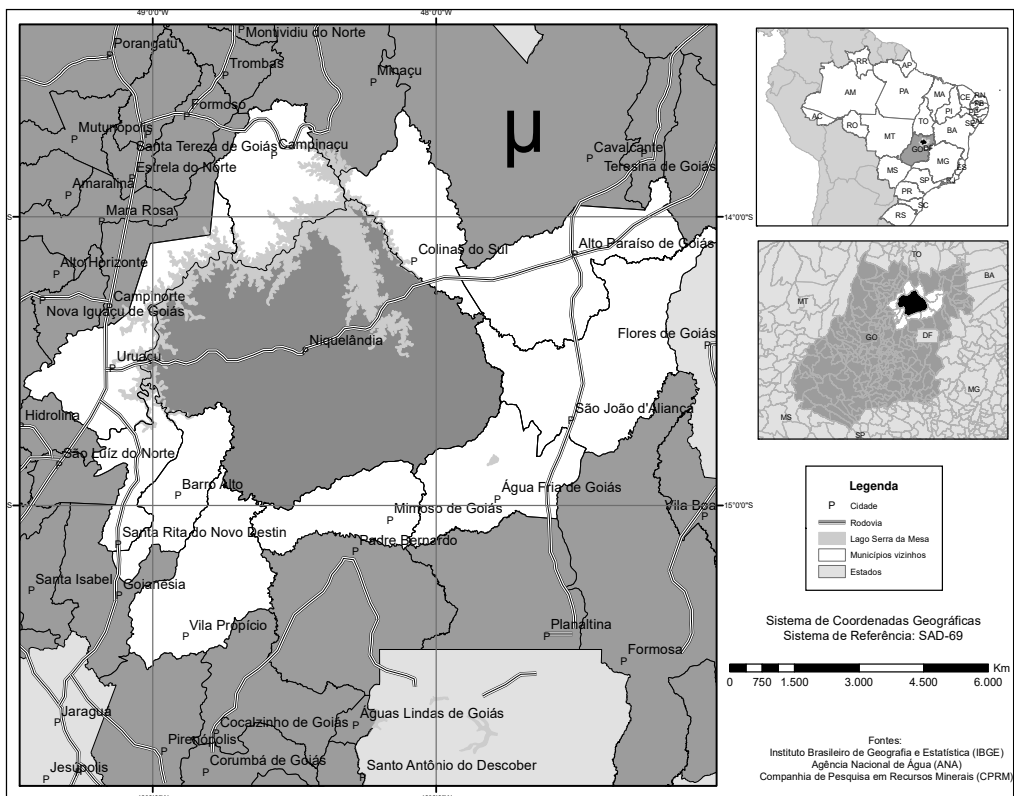 49°0'0"S
48°0'0"S
Montividiu do Norte
Porangatu
P
P
Trombas
P
Minaçu
P
Formoso
P
µ
Mutunópolis
P
Santa Tereza de Goiás
P
Campinaçu
P
Cavalcante
P
Estrela do Norte
P
Teresina de Goiás
P
Amaralina
P
Mara Rosa
P
14°0'0"S
Alto Paraíso de Goiás
P
Colinas do Sul
P
Alto Horizonte
P
Campinorte
P
Nova Iguaçu de Goiás
P
Niquelândia
P
Flores de Goiás
P
Uruaçu
P
Hidrolina
P
São João d'Aliança
P
São Luíz do Norte
P
Barro Alto
P
Água Fria de Goiás
P
15°0'0"S
Mimoso de Goiás
P
Vila Boa
P
Santa Rita do Novo Destin
P
Padre Bernardo
P
Santa Isabel
P
Goianésia
P
Vila Propício
P
Planaltina
P
Formosa
P
Jaraguá
P
Cocalzinho de Goiás
P
Águas Lindas de Goiás
P
Pirenópolis
P
Corumbá de Goiás
P
Jesúpolis
P
Santo Antônio do Descober
P
RR
AP
AM
PA
MA
CE
RN
PB
PI
AC
RO
TO
SE
AL
MT
BA
GO
DF
MG
ES
MS
SP
RJ
PR
SC
RS
TO
BA
MT
DF
GO
MG
MS
SP
Legenda
P Cidade
Rodovia
Lago Serra da Mesa
Municípios vizinhos
Estados
Sistema de Coordenadas Geográficas
Sistema de Referência: SAD-69
Km
0 750 1.500 3.000 4.500 6.000
Fontes:
Instituto Brasileiro de Geografia e Estatística (IBGE)
Agência Nacional de Água (ANA)
Companhia de Pesquisa em Recursos Minerais (CPRM)